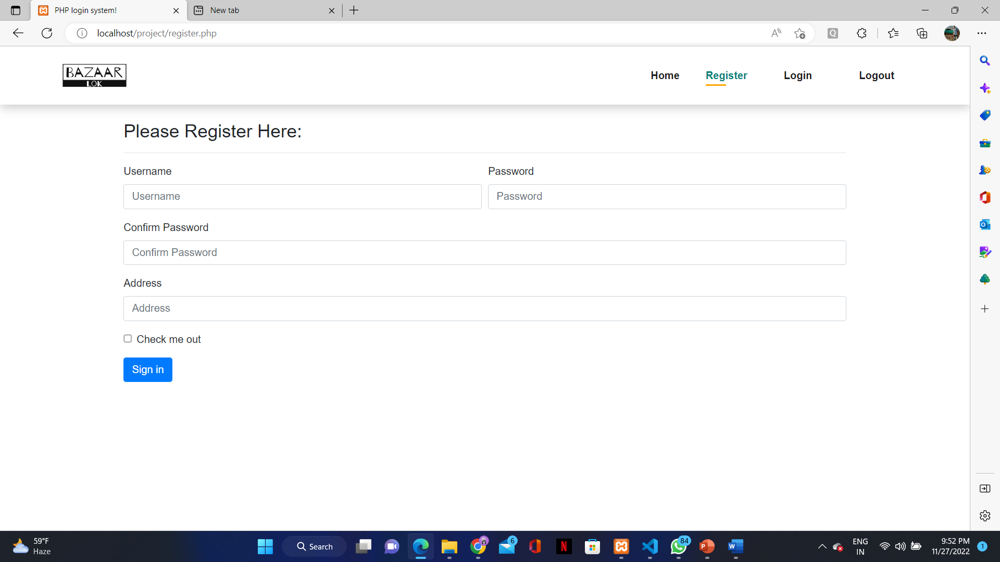 PHP login system!
New tab
localhost/project/register.php
BAZAAR
LOK
Home Register Login Logout
Please Register Here:
Username Password
Username Password
Confirm Password
Confirm Password
Address
Address
Check me out
Sign in
59°F
Haze
Search
6
84
ENG
IN
9:52 PM
11/27/2022
1